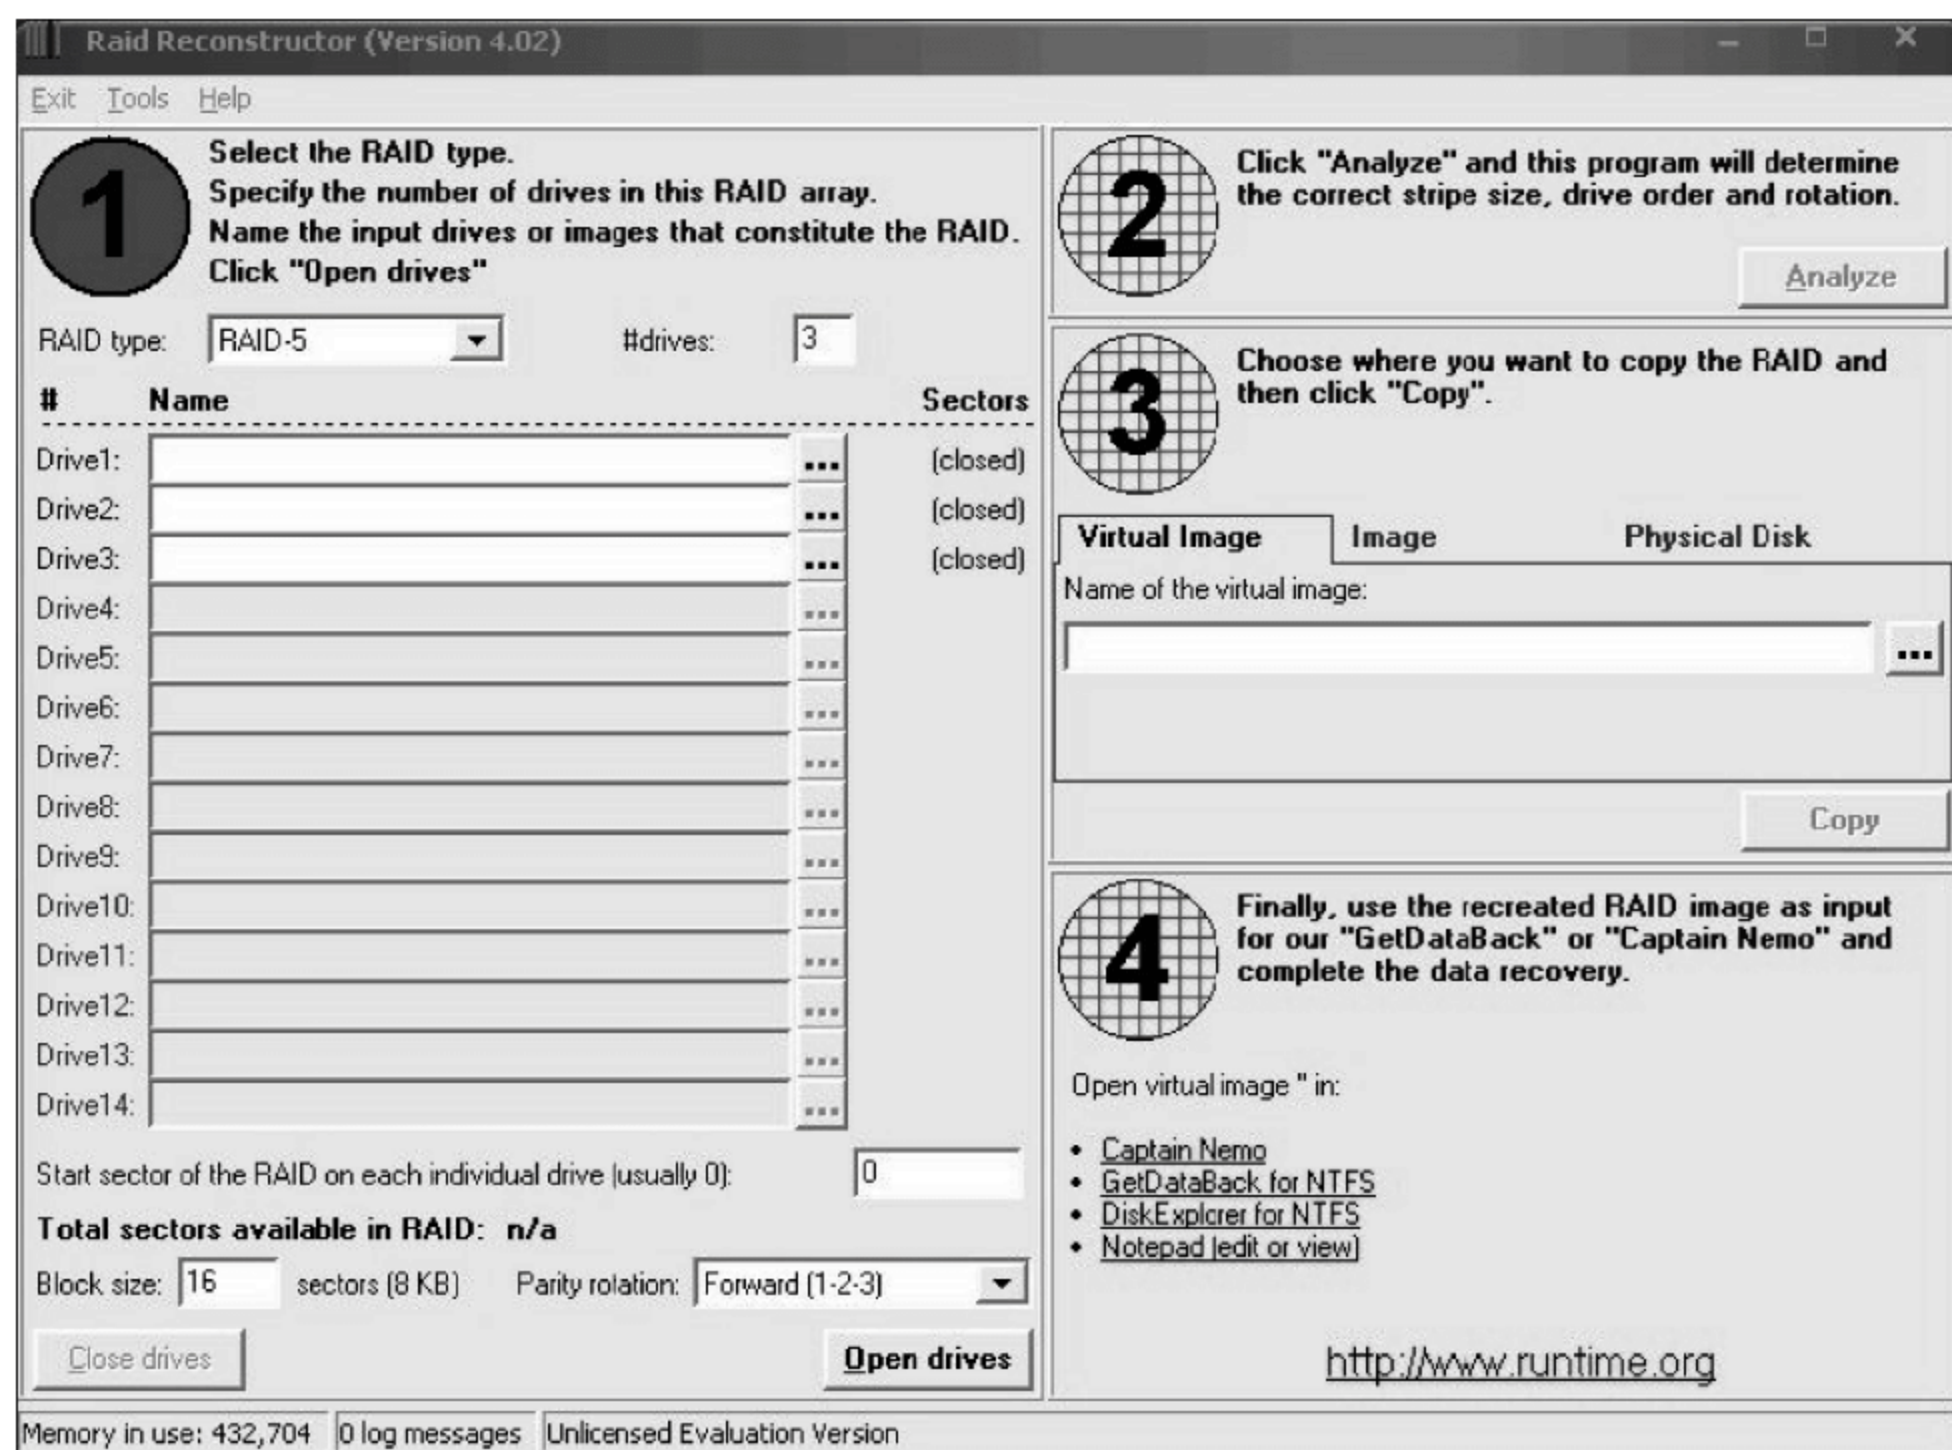 Raid Reconstructor (Version 4.02)
Exit Tools Help
1
Select the RAID type.
Specify the number of drives in this RAID array.
Name the input drives or images that constitute the RAID.
Click "Open drives"
RAID type: RAID-5 #drives: 3
# Name Sectors
Drive1: ... (closed)
Drive2: ... (closed)
Drive3: ... (closed)
Drive4: ...
Drive5: ...
Drive6: ...
Drive7: ...
Drive8: ...
Drive9: ...
Drive10: ...
Drive11: ...
Drive12: ...
Drive13: ...
Drive14: ...
Start sector of the RAID on each individual drive (usually 0): 0
Total sectors available in RAID: n/a
Block size: 16 sectors (8 KB) Parity rotation: Forward (1-2-3)
Close drives Open drives
2
Click "Analyze" and this program will determine
the correct stripe size, drive order and rotation.
Analyze
3
Choose where you want to copy the RAID and
then click "Copy".
Virtual Image Image Physical Disk
Name of the virtual image:
...
Copy
4
Finally, use the recreated RAID image as input
for our "GetDataBack" or "Captain Nemo" and
complete the data recovery.
Open virtual image '' in:
• Captain Nemo
• GetDataBack for NTFS
• DiskExplorer for NTFS
• Notepad (edit or view)
http://www.runtime.org
Memory in use: 432,704 0 log messages Unlicensed Evaluation Version